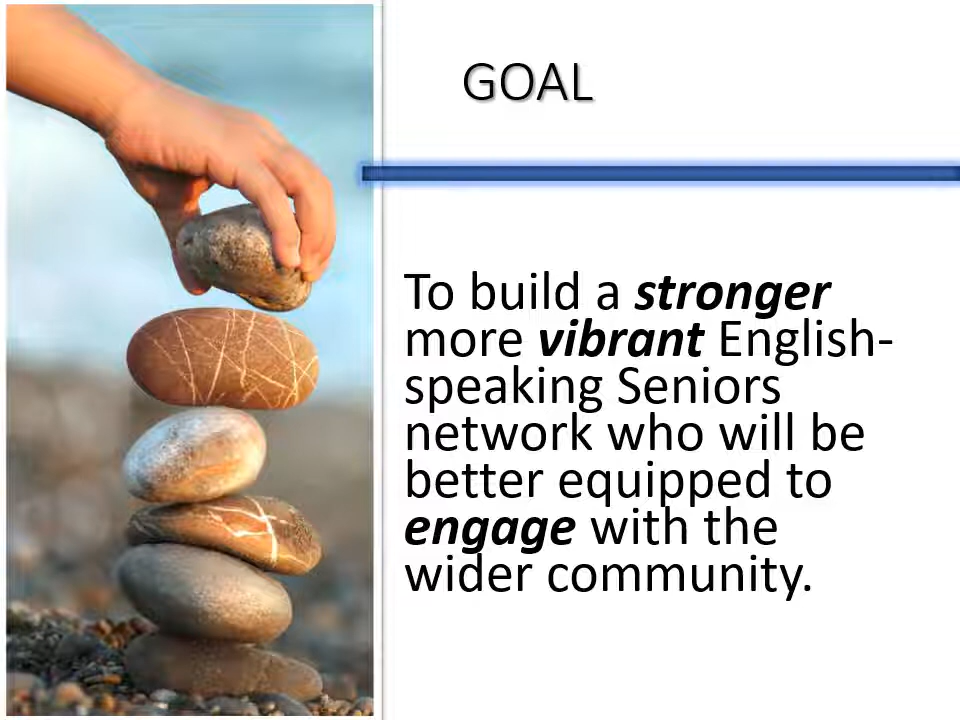 GOAL
To build a stronger
more vibrant English-
speaking Seniors
network who will be
better equipped to
engage with the
wider community.